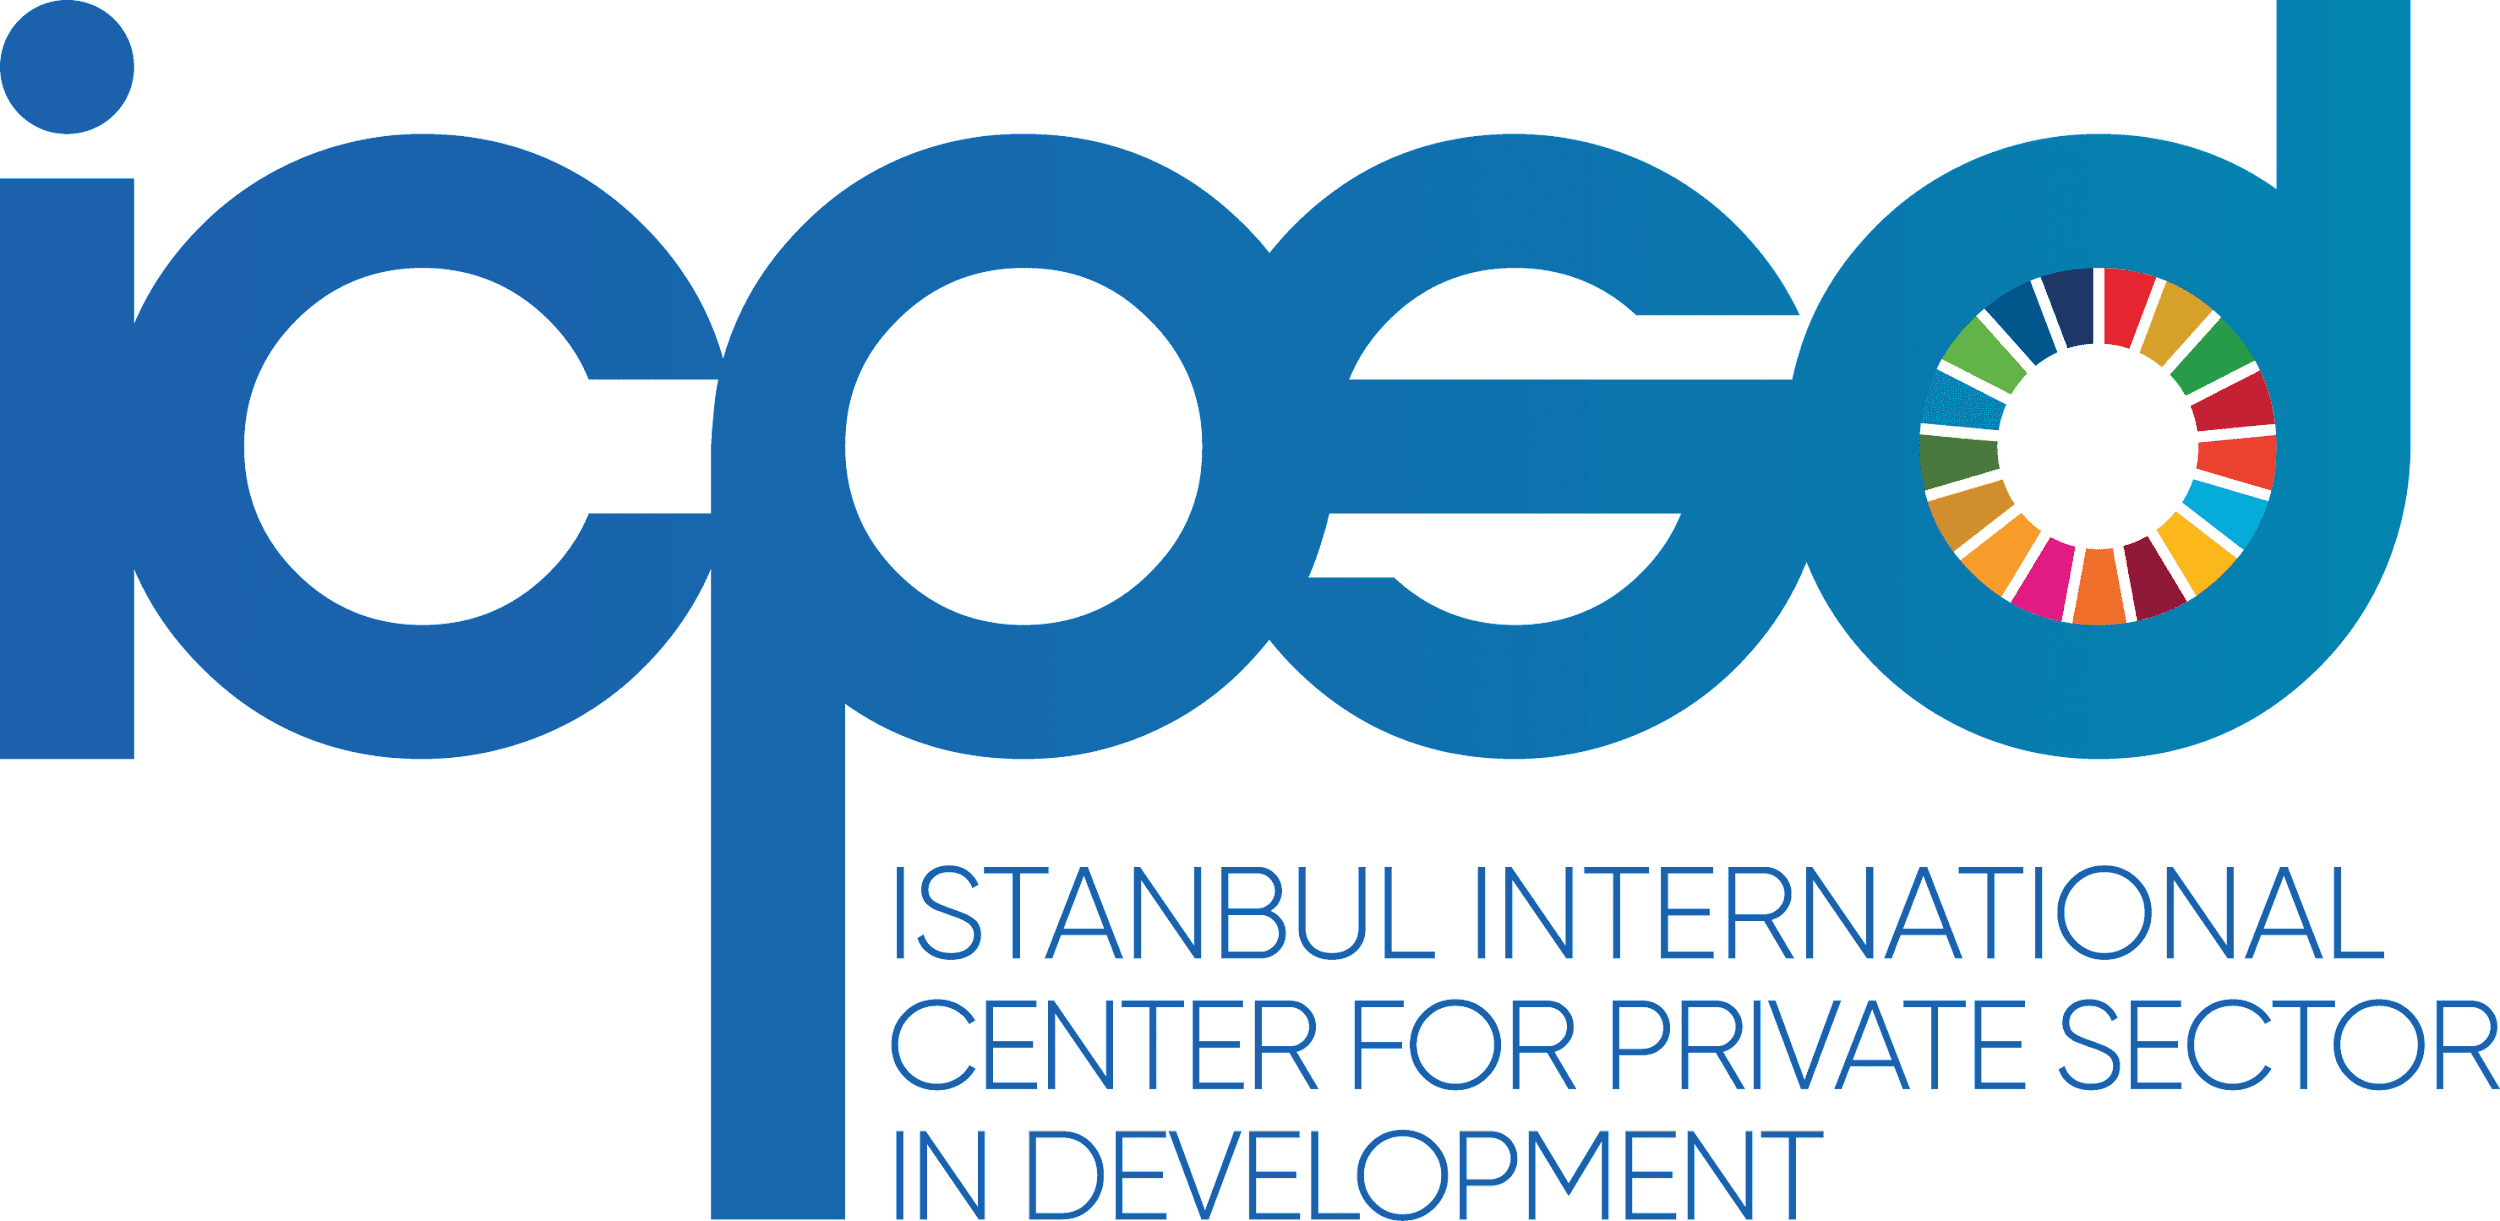 icpsd
ISTANBUL INTERNATIONAL
CENTER FOR PRIVATE SECTOR
IN DEVELOPMENT